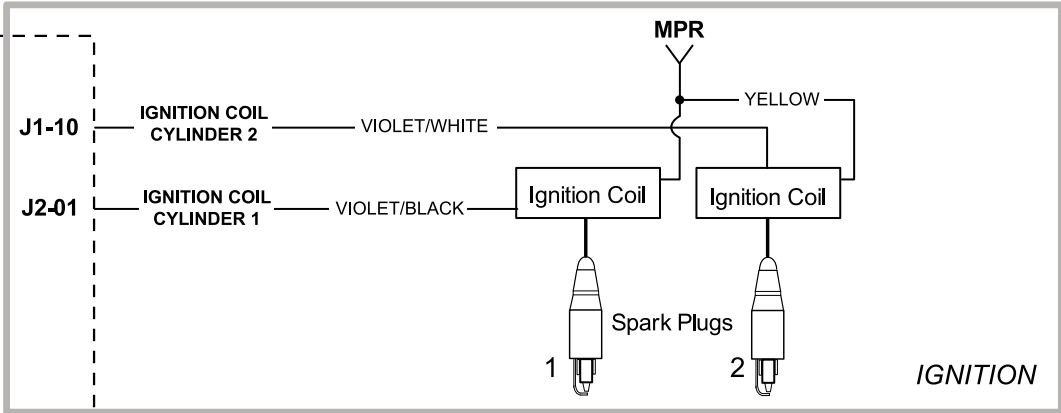 MPR
YELLOW
J1-10
IGNITION COIL
CYLINDER 2
VIOLET/WHITE
J2-01
IGNITION COIL
CYLINDER 1
VIOLET/BLACK
Ignition Coil
Ignition Coil
Spark Plugs
1
2
IGNITION